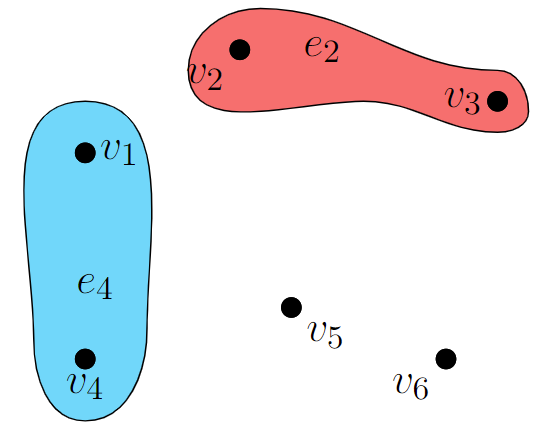 e₂
v₂
v₃
v₁
e₄
v₅
v₄
v₆